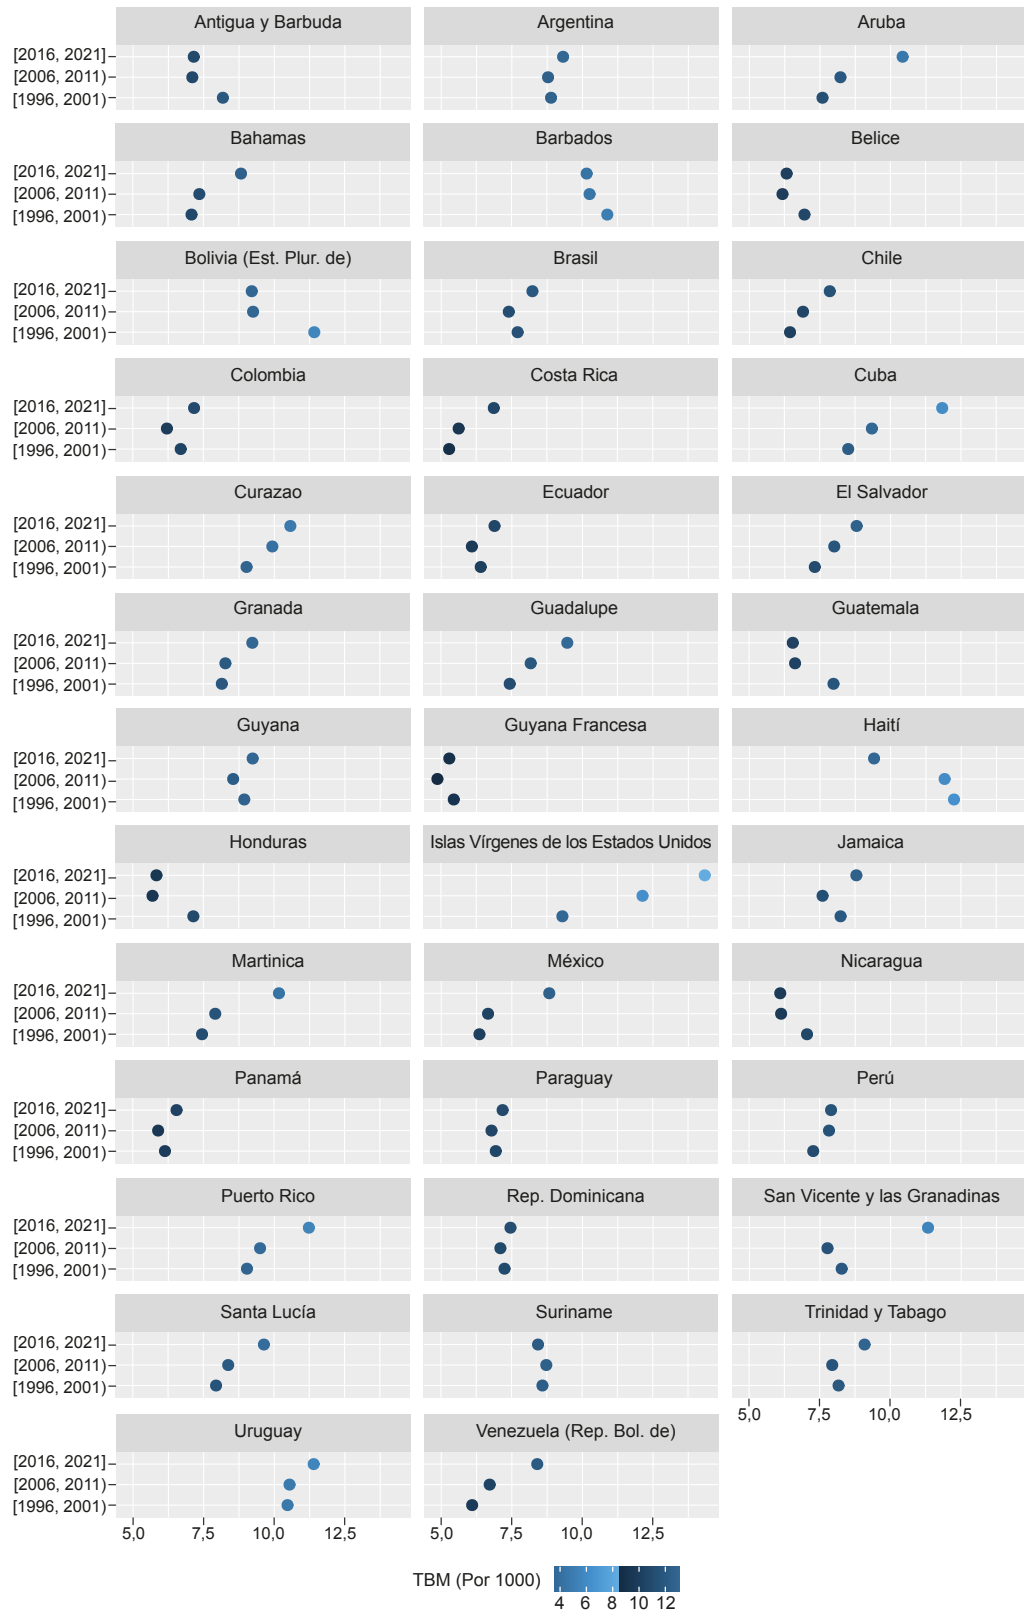 Antigua y Barbuda
Argentina
Aruba
[2016, 2021]
[2006, 2011)
[1996, 2001)
Bahamas
Barbados
Belice
[2016, 2021]
[2006, 2011)
[1996, 2001)
Bolivia (Est. Plur. de)
Brasil
Chile
[2016, 2021]
[2006, 2011)
[1996, 2001)
Colombia
Costa Rica
Cuba
[2016, 2021]
[2006, 2011)
[1996, 2001)
Curazao
Ecuador
El Salvador
[2016, 2021]
[2006, 2011)
[1996, 2001)
Granada
Guadalupe
Guatemala
[2016, 2021]
[2006, 2011)
[1996, 2001)
Guyana
Guyana Francesa
Haití
[2016, 2021]
[2006, 2011)
[1996, 2001)
Honduras
Islas Vírgenes de los Estados Unidos
Jamaica
[2016, 2021]
[2006, 2011)
[1996, 2001)
Martinica
México
Nicaragua
[2016, 2021]
[2006, 2011)
[1996, 2001)
Panamá
Paraguay
Perú
[2016, 2021]
[2006, 2011)
[1996, 2001)
Puerto Rico
Rep. Dominicana
San Vicente y las Granadinas
[2016, 2021]
[2006, 2011)
[1996, 2001)
Santa Lucía
Suriname
Trinidad y Tabago
[2016, 2021]
[2006, 2011)
[1996, 2001)
5,0 7,5 10,0 12,5
Uruguay
Venezuela (Rep. Bol. de)
[2016, 2021]
[2006, 2011)
[1996, 2001)
5,0 7,5 10,0 12,5
5,0 7,5 10,0 12,5
TBM (Por 1000)
4 6 8 10 12